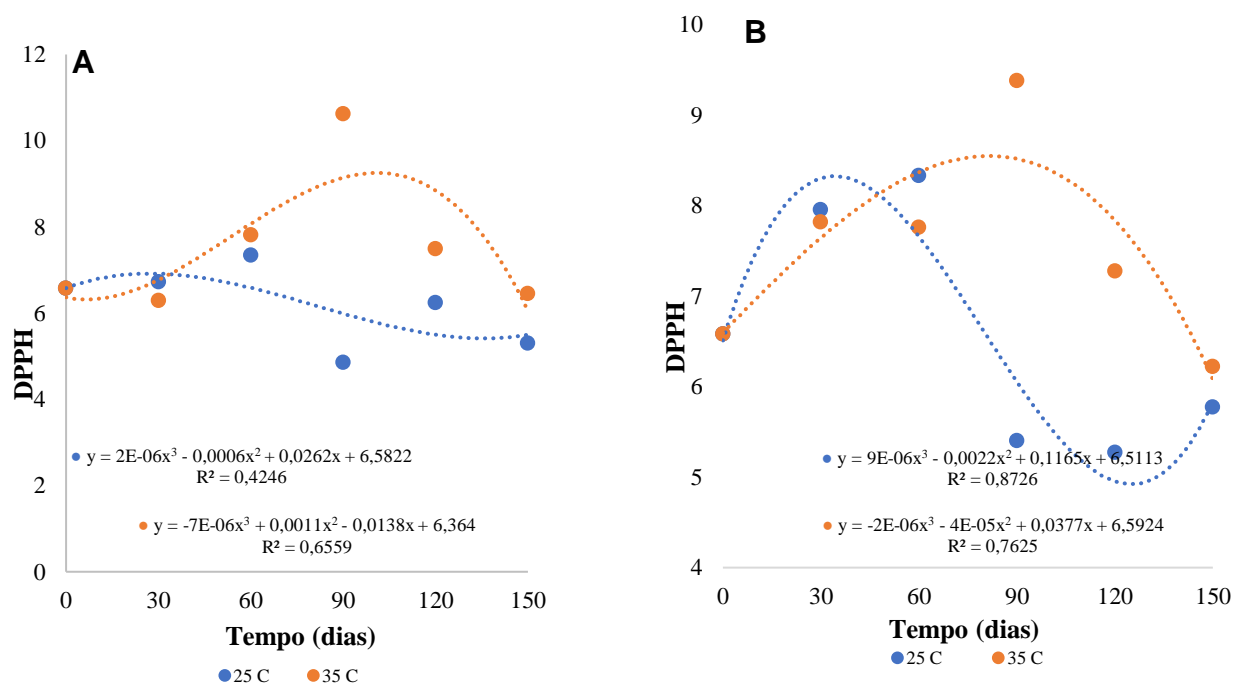 A
12
10
8
6
4
2
0
DPPH
0 30 60 90 120 150
Tempo (dias)
25 C 35 C
y = 2E-06x³ - 0,0006x² + 0,0262x + 6,5822
R² = 0,4246
y = -7E-06x³ + 0,0011x² - 0,0138x + 6,364
R² = 0,6559
B
10
9
8
7
6
5
4
DPPH
0 30 60 90 120 150
Tempo (dias)
25 C 35 C
y = 9E-06x³ - 0,0022x² + 0,1165x + 6,5113
R² = 0,8726
y = -2E-06x³ - 4E-05x² + 0,0377x + 6,5924
R² = 0,7625